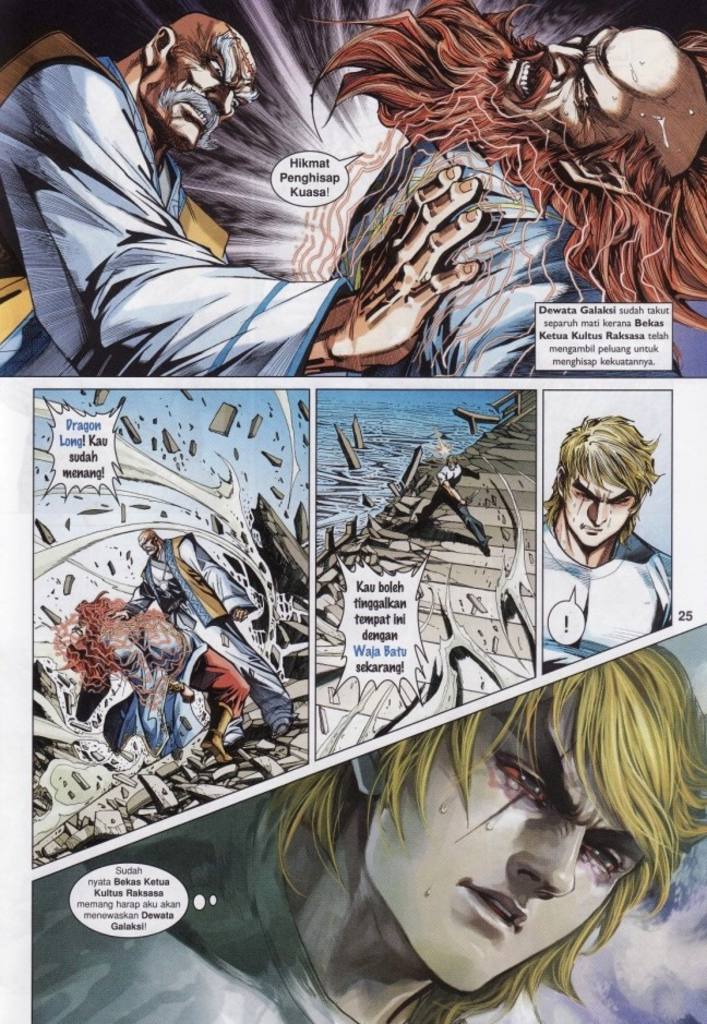 Hikmat
Penghisap
Kuasa!
Dewata Galaksi sudah takut
separuh mati kerana Bekas
Ketua Kultus Raksasa telah
mengambil peluang untuk
menghisap kekuatannya.
Dragon
Long! Kau
sudah
menang!
Kau boleh
tinggalkan
tempat ini
dengan
Waja Batu
sekarang!
!
25
Sudah
nyata Bekas Ketua
Kultus Raksasa
memang harap aku akan
menewaskan Dewata
Galaksi!